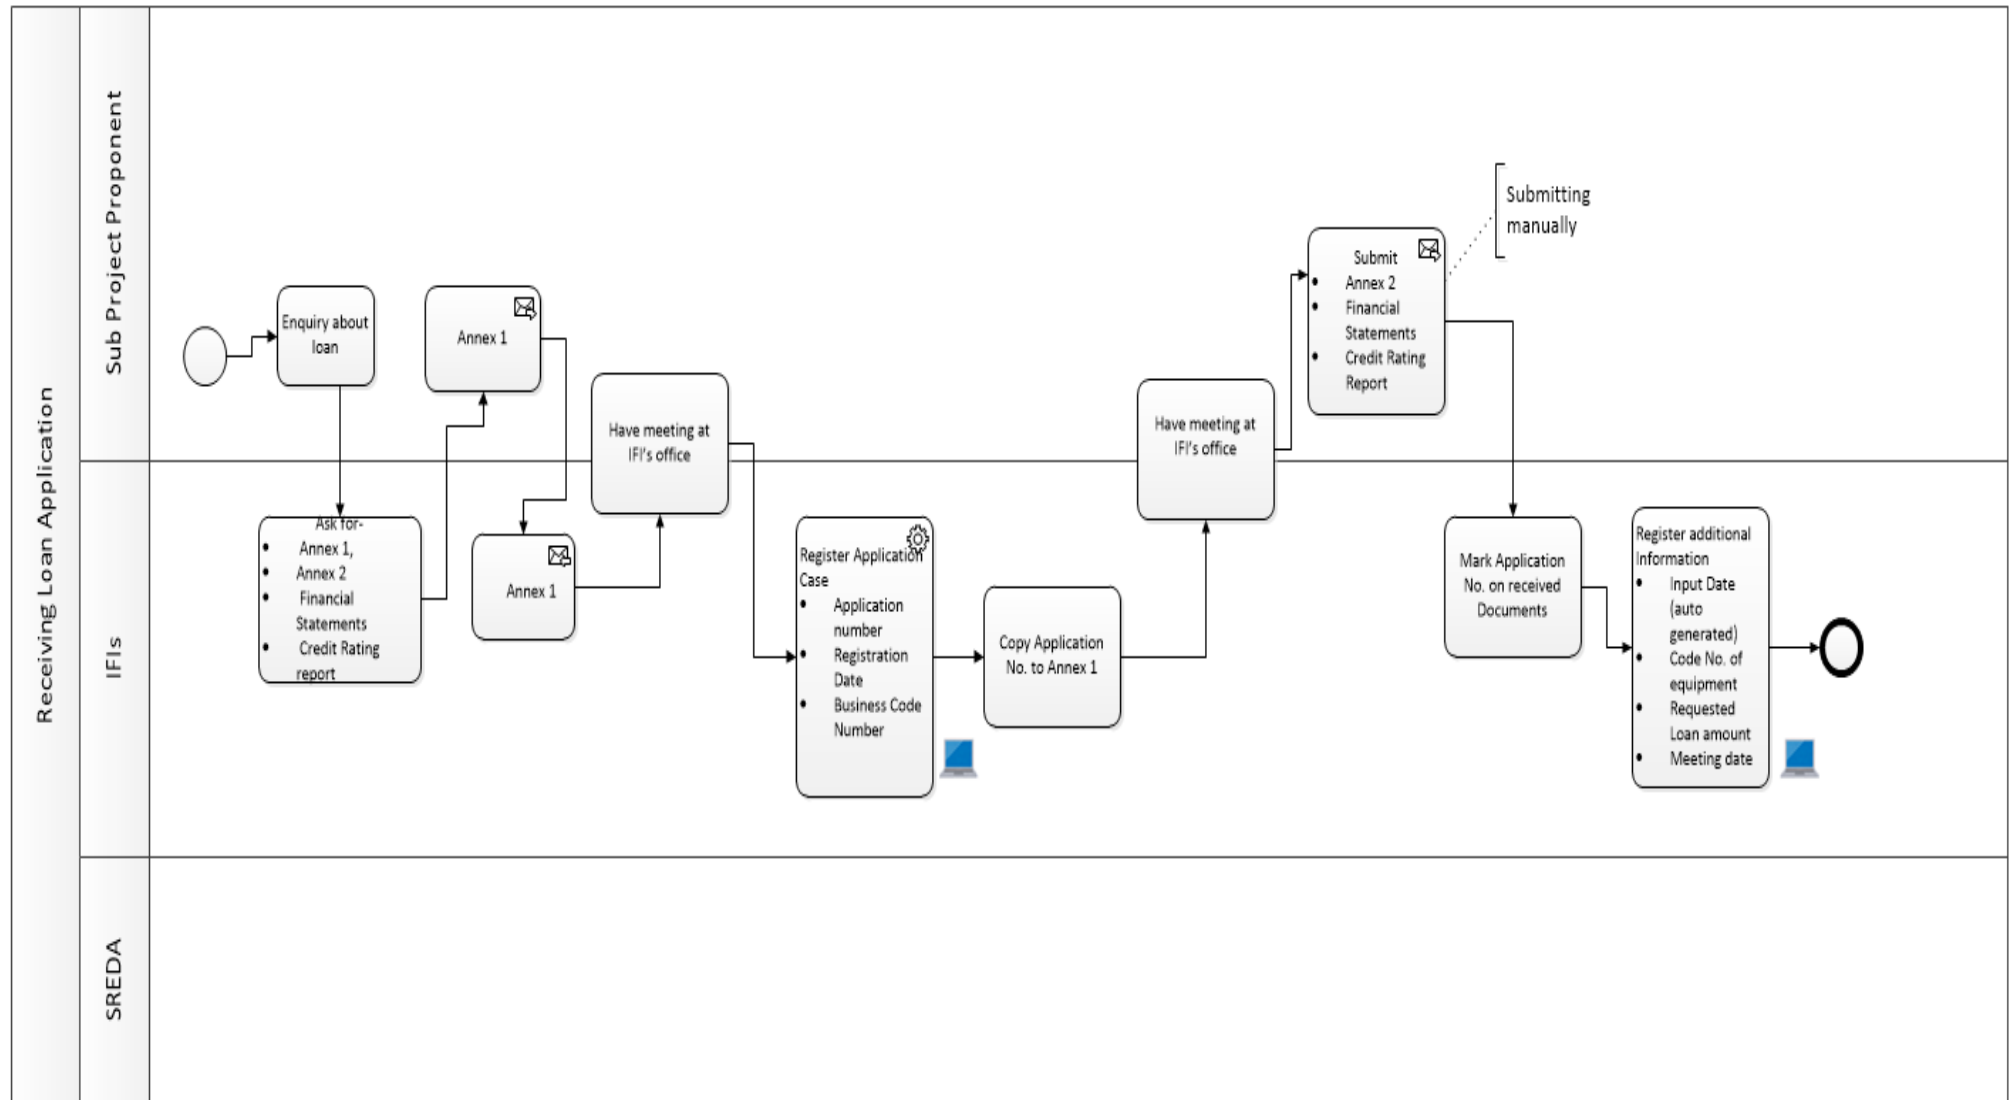 Receiving Loan Application
Sub Project Proponent
Enquiry about
loan
Annex 1
Have meeting at
IFI's office
Have meeting at
IFI's office
Submit
• Annex 2
• Financial
Statements
• Credit Rating
Report
Submitting
manually
IFIs
Ask for-
• Annex 1,
• Annex 2
• Financial
Statements
• Credit Rating
report
Annex 1
Register Application
Case
• Application
number
• Registration
Date
• Business Code
Number
Copy Application
No. to Annex 1
Mark Application
No. on received
Documents
Register additional
Information
• Input Date
(auto
generated)
• Code No. of
equipment
• Requested
Loan amount
• Meeting date
SREDA